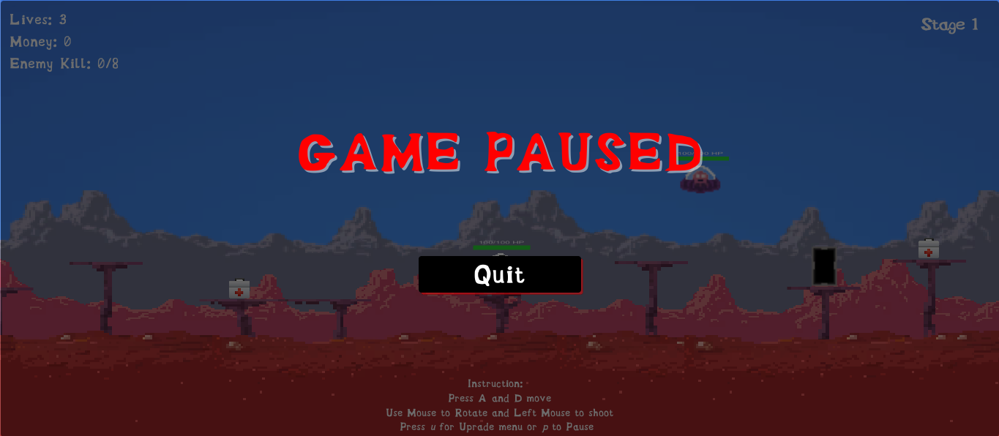 Lives: 3
Stage 1
Money: 0
Enemy Kill: 0/8
GAME PAUSED
100/100 HP
100/100 HP
Quit
Instruction:
Press A and D move
Use Mouse to Rotate and Left Mouse to shoot
Press u for Uprade menu or p to Pause